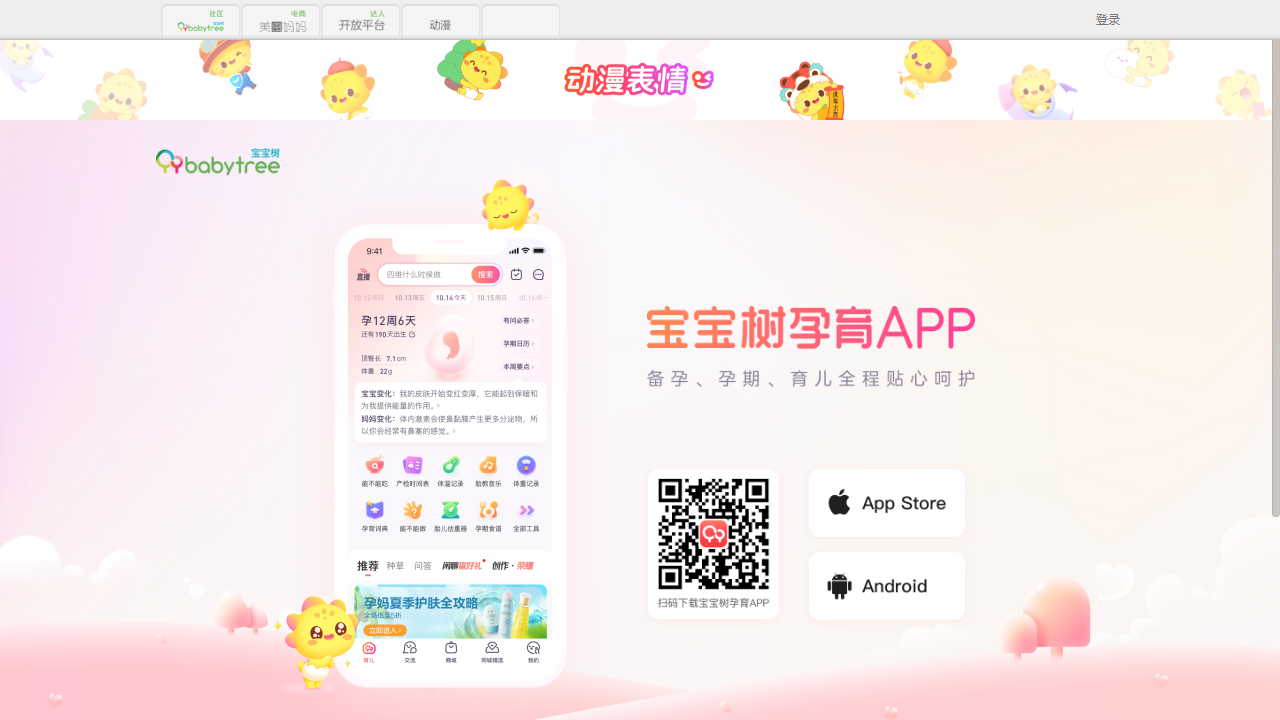 社区
宝宝树
babytree
电商
美囤妈妈
达人
开放平台
动漫
登录
动漫表情
虎年大吉
宝宝树
babytree
9:41
直播
四维什么时候做
搜索
10.12周四
10.13周五
10.14今天
10.15周日
10.16周一
孕12周6天
还有190天出生
有问必答 ›
孕期日历 ›
顶臀长 7.1cm
体重 22g
本周要点 ›
宝宝变化：我的皮肤开始变红变厚，它能起到保暖和
为我提供能量的作用。›
妈妈变化：体内激素会使鼻黏膜产生更多分泌物，所
以你会经常有鼻塞的感觉。›
能不能吃
产检时间表
体温记录
胎教音乐
体重记录
孕育词典
能不能做
胎儿估重器
孕期食谱
全部工具
推荐
种草
问答
闲聊赢好礼
创作·荣耀
孕妈夏季护肤全攻略
全场低至5折
立即进入 ›
育儿
交流
商城
同城精选
我的
宝宝树孕育APP
备孕、孕期、育儿全程贴心呵护
扫码下载宝宝树孕育APP
App Store
Android